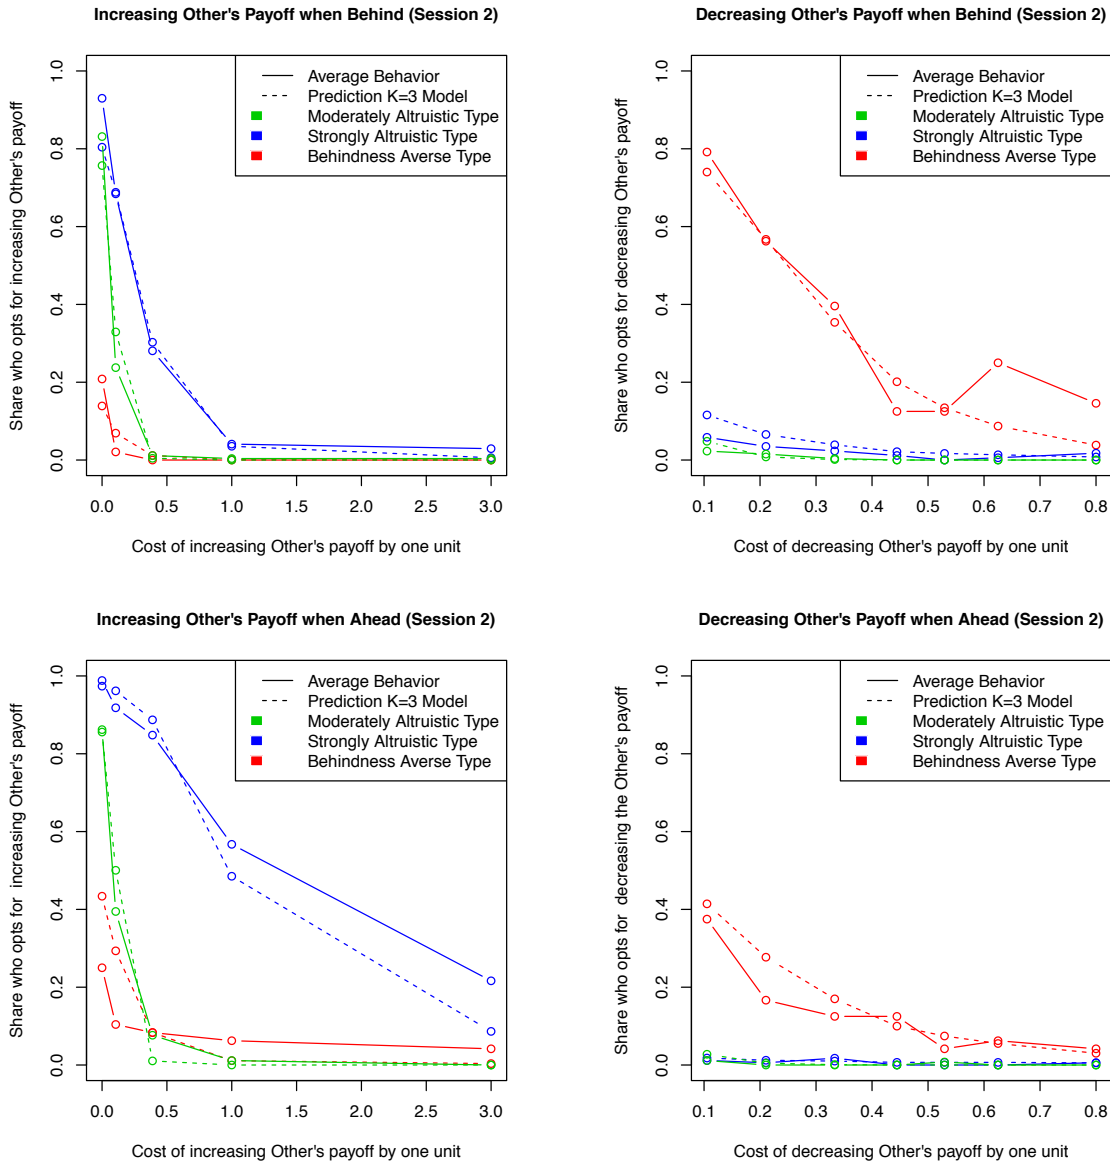 Increasing Other's Payoff when Behind (Session 2)
Share who opts for increasing Other's payoff
1.0
0.8
0.6
0.4
0.2
0.0
Average Behavior
Prediction K=3 Model
Moderately Altruistic Type
Strongly Altruistic Type
Behindness Averse Type
0.0 0.5 1.0 1.5 2.0 2.5 3.0
Cost of increasing Other's payoff by one unit
Decreasing Other's Payoff when Behind (Session 2)
Share who opts for decreasing Other's payoff
1.0
0.8
0.6
0.4
0.2
0.0
Average Behavior
Prediction K=3 Model
Moderately Altruistic Type
Strongly Altruistic Type
Behindness Averse Type
0.1 0.2 0.3 0.4 0.5 0.6 0.7 0.8
Cost of decreasing Other's payoff by one unit
Increasing Other's Payoff when Ahead (Session 2)
Share who opts for increasing Other's payoff
1.0
0.8
0.6
0.4
0.2
0.0
Average Behavior
Prediction K=3 Model
Moderately Altruistic Type
Strongly Altruistic Type
Behindness Averse Type
0.0 0.5 1.0 1.5 2.0 2.5 3.0
Cost of increasing Other's payoff by one unit
Decreasing Other's Payoff when Ahead (Session 2)
Share who opts for decreasing the Other's payoff
1.0
0.8
0.6
0.4
0.2
0.0
Average Behavior
Prediction K=3 Model
Moderately Altruistic Type
Strongly Altruistic Type
Behindness Averse Type
0.1 0.2 0.3 0.4 0.5 0.6 0.7 0.8
Cost of decreasing Other's payoff by one unit